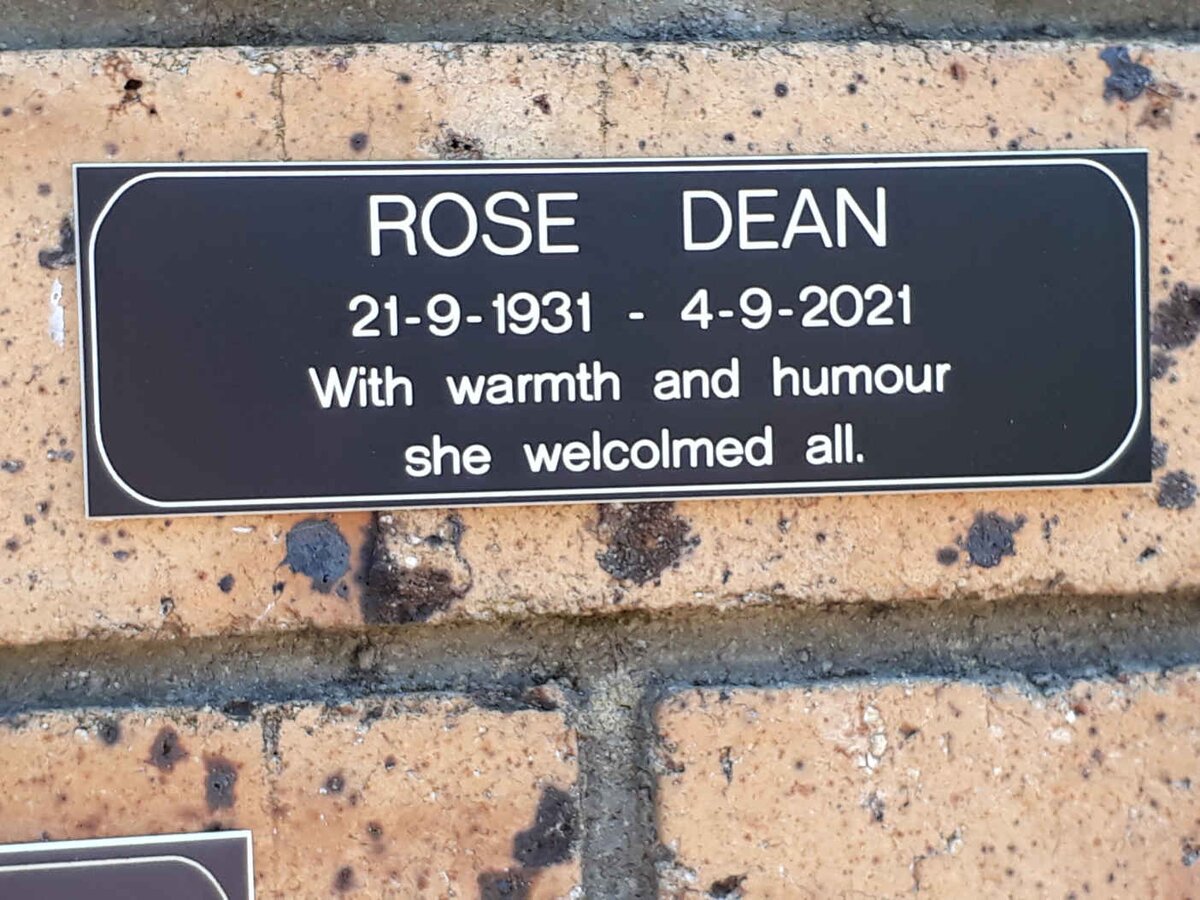 ROSE DEAN
21-9-1931 - 4-9-2021
With warmth and humour
she welcolmed all.